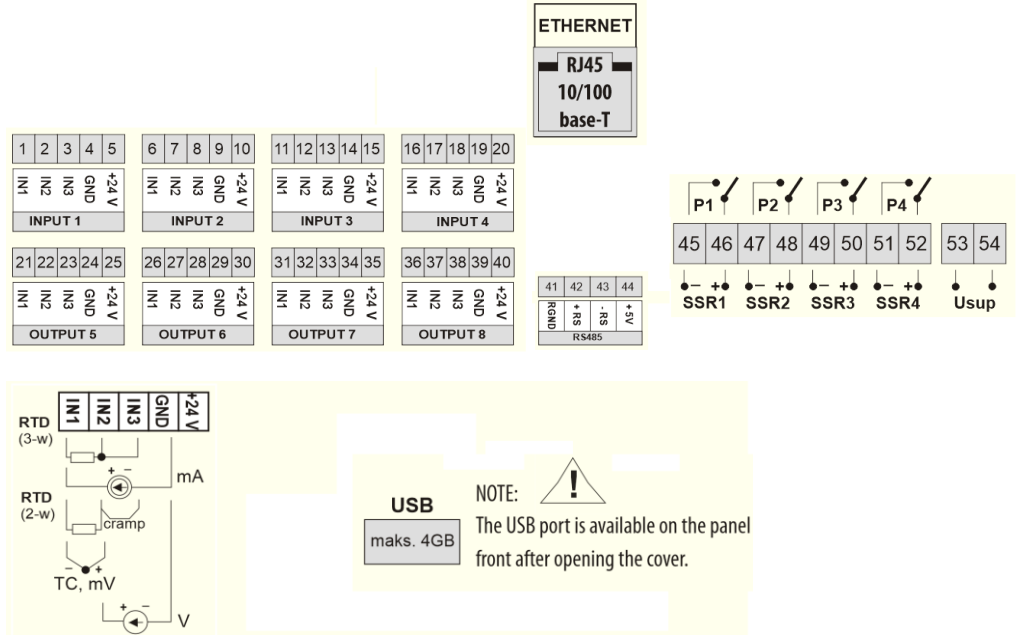 ETHERNET
RJ45
10/100
base-T
1 2 3 4 5
IN1 IN2 IN3 GND +24 V
INPUT 1
6 7 8 9 10
IN1 IN2 IN3 GND +24 V
INPUT 2
11 12 13 14 15
IN1 IN2 IN3 GND +24 V
INPUT 3
16 17 18 19 20
IN1 IN2 IN3 GND +24 V
INPUT 4
21 22 23 24 25
IN1 IN2 IN3 GND +24 V
OUTPUT 5
26 27 28 29 30
IN1 IN2 IN3 GND +24 V
OUTPUT 6
31 32 33 34 35
IN1 IN2 IN3 GND +24 V
OUTPUT 7
36 37 38 39 40
IN1 IN2 IN3 GND +24 V
OUTPUT 8
41 42 43 44
RGND +RS -RS +5V
RS485
P1 P2 P3 P4
45 46 47 48 49 50 51 52 53 54
- + - + - + - +
SSR1 SSR2 SSR3 SSR4 Usup
IN1 IN2 IN3 GND +24 V
RTD
(3-w)
+ -
mA
RTD
(2-w)
cramp
- +
TC, mV
+ -
V
USB
maks. 4GB
NOTE:
!
The USB port is available on the panel
front after opening the cover.